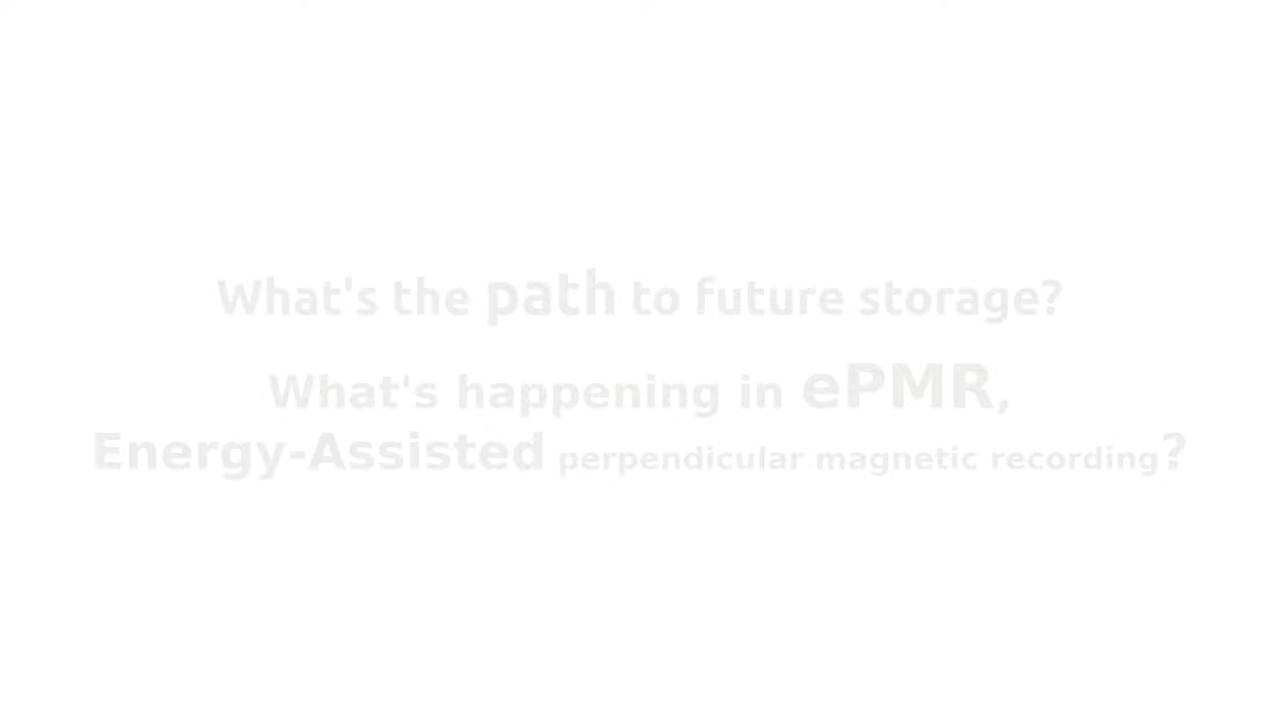 What's the path to future storage?
What's happening in ePMR,
Energy-Assisted perpendicular magnetic recording?